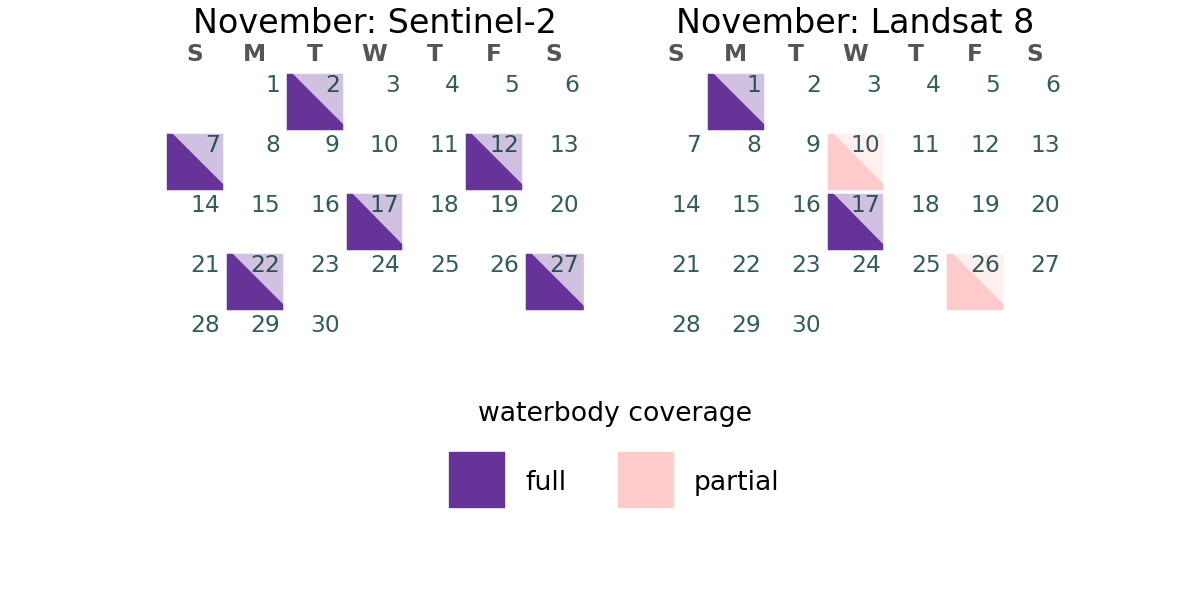 November: Sentinel-2
S M T W T F S
1 2 3 4 5 6
7 8 9 10 11 12 13
14 15 16 17 18 19 20
21 22 23 24 25 26 27
28 29 30
November: Landsat 8
S M T W T F S
1 2 3 4 5 6
7 8 9 10 11 12 13
14 15 16 17 18 19 20
21 22 23 24 25 26 27
28 29 30
waterbody coverage
full partial